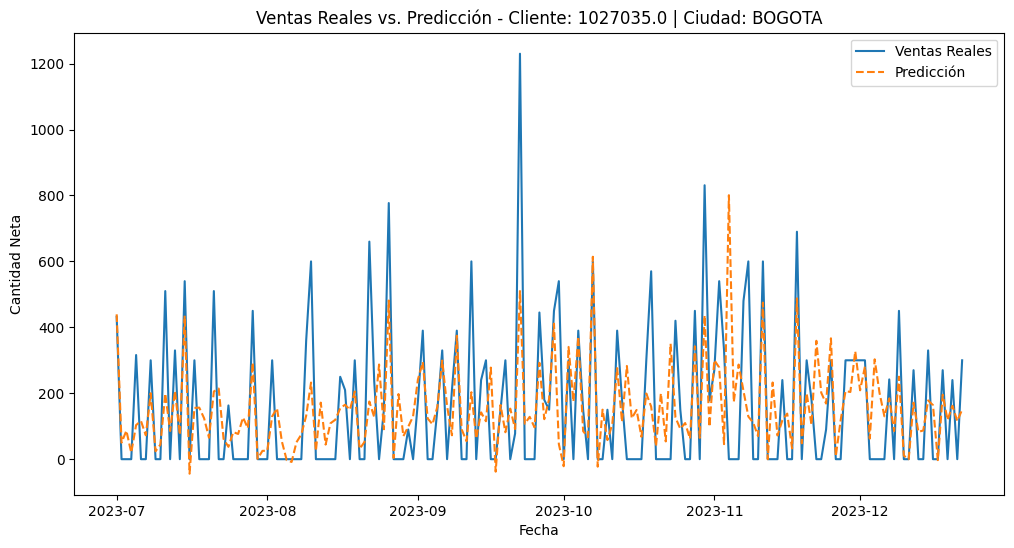 Ventas Reales vs. Predicción - Cliente: 1027035.0 | Ciudad: BOGOTA
Ventas Reales
Predicción
Cantidad Neta
1200
1000
800
600
400
200
0
2023-07
2023-08
2023-09
2023-10
2023-11
2023-12
Fecha